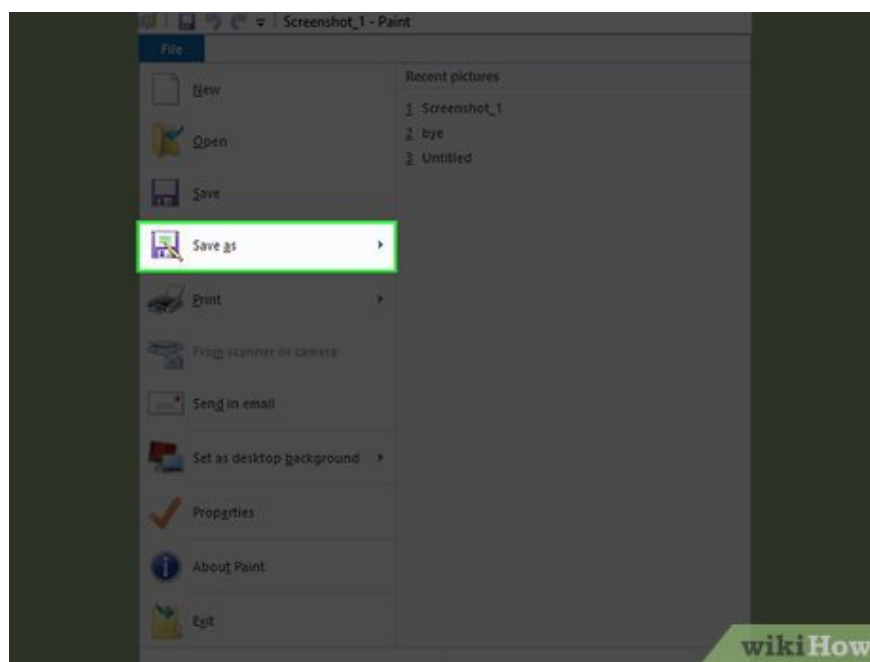 Screenshot_1 - Paint
File
New
Open
Save
Save as
Print
From scanner or camera
Send in email
Set as desktop background
Properties
About Paint
Exit
Recent pictures
1 Screenshot_1
2 bye
3 Untitled
wikiHow